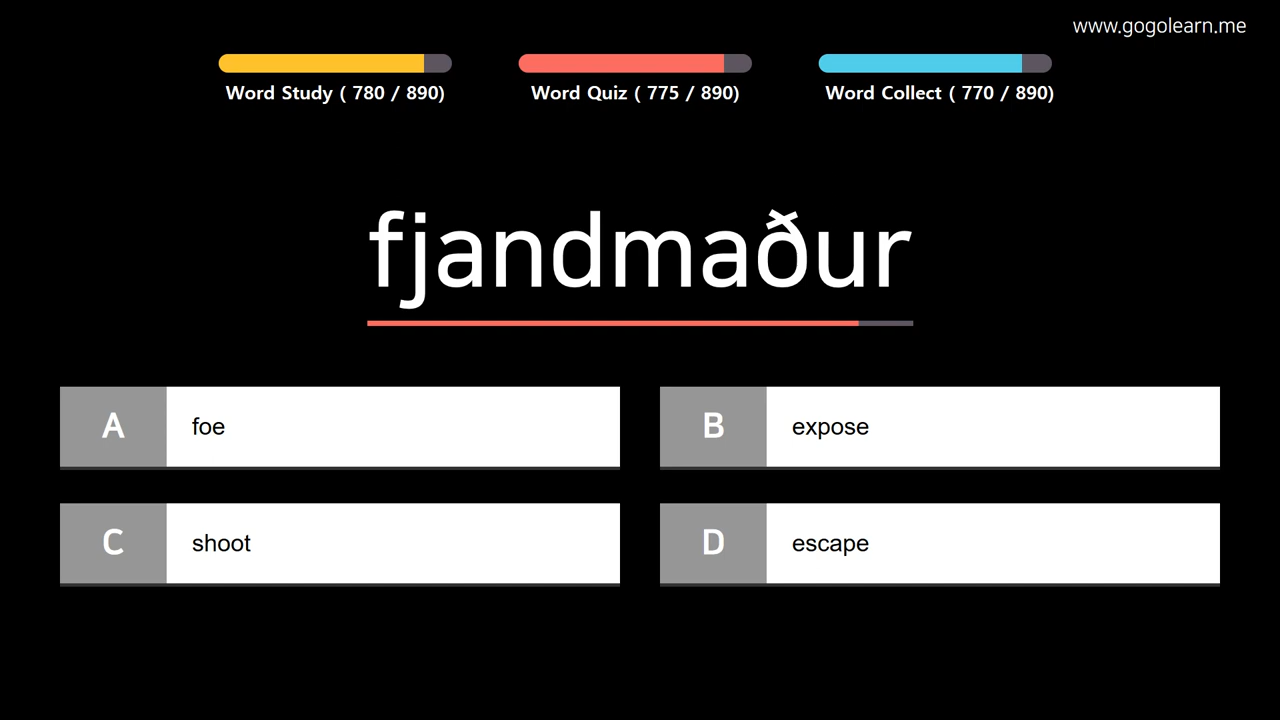 www.gogolearn.me
Word Study ( 780 / 890)
Word Quiz ( 775 / 890)
Word Collect ( 770 / 890)
fjandmaður
A foe
B expose
C shoot
D escape